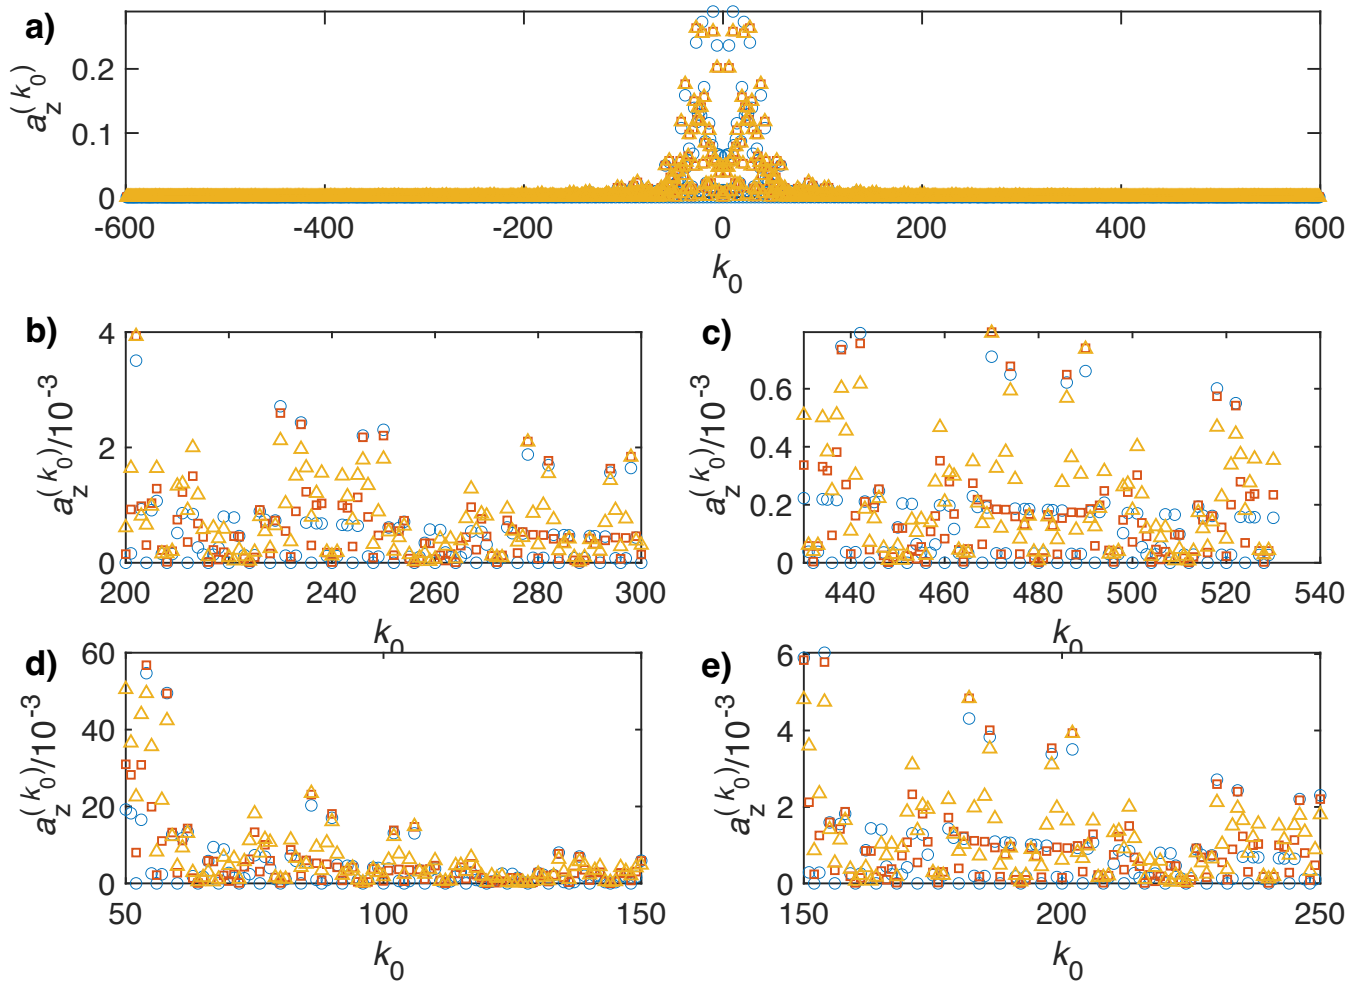 a)
a_z^(k_0)
0.2
0.1
0
-600 -400 -200 0 200 400 600
k_0
b)
a_z^(k_0)/10^-3
4
2
0
200 220 240 260 280 300
k_0
c)
a_z^(k_0)/10^-3
0.6
0.4
0.2
0
440 460 480 500 520 540
k_0
d)
a_z^(k_0)/10^-3
60
40
20
0
50 100 150
k_0
e)
a_z^(k_0)/10^-3
6
4
2
0
150 200 250
k_0